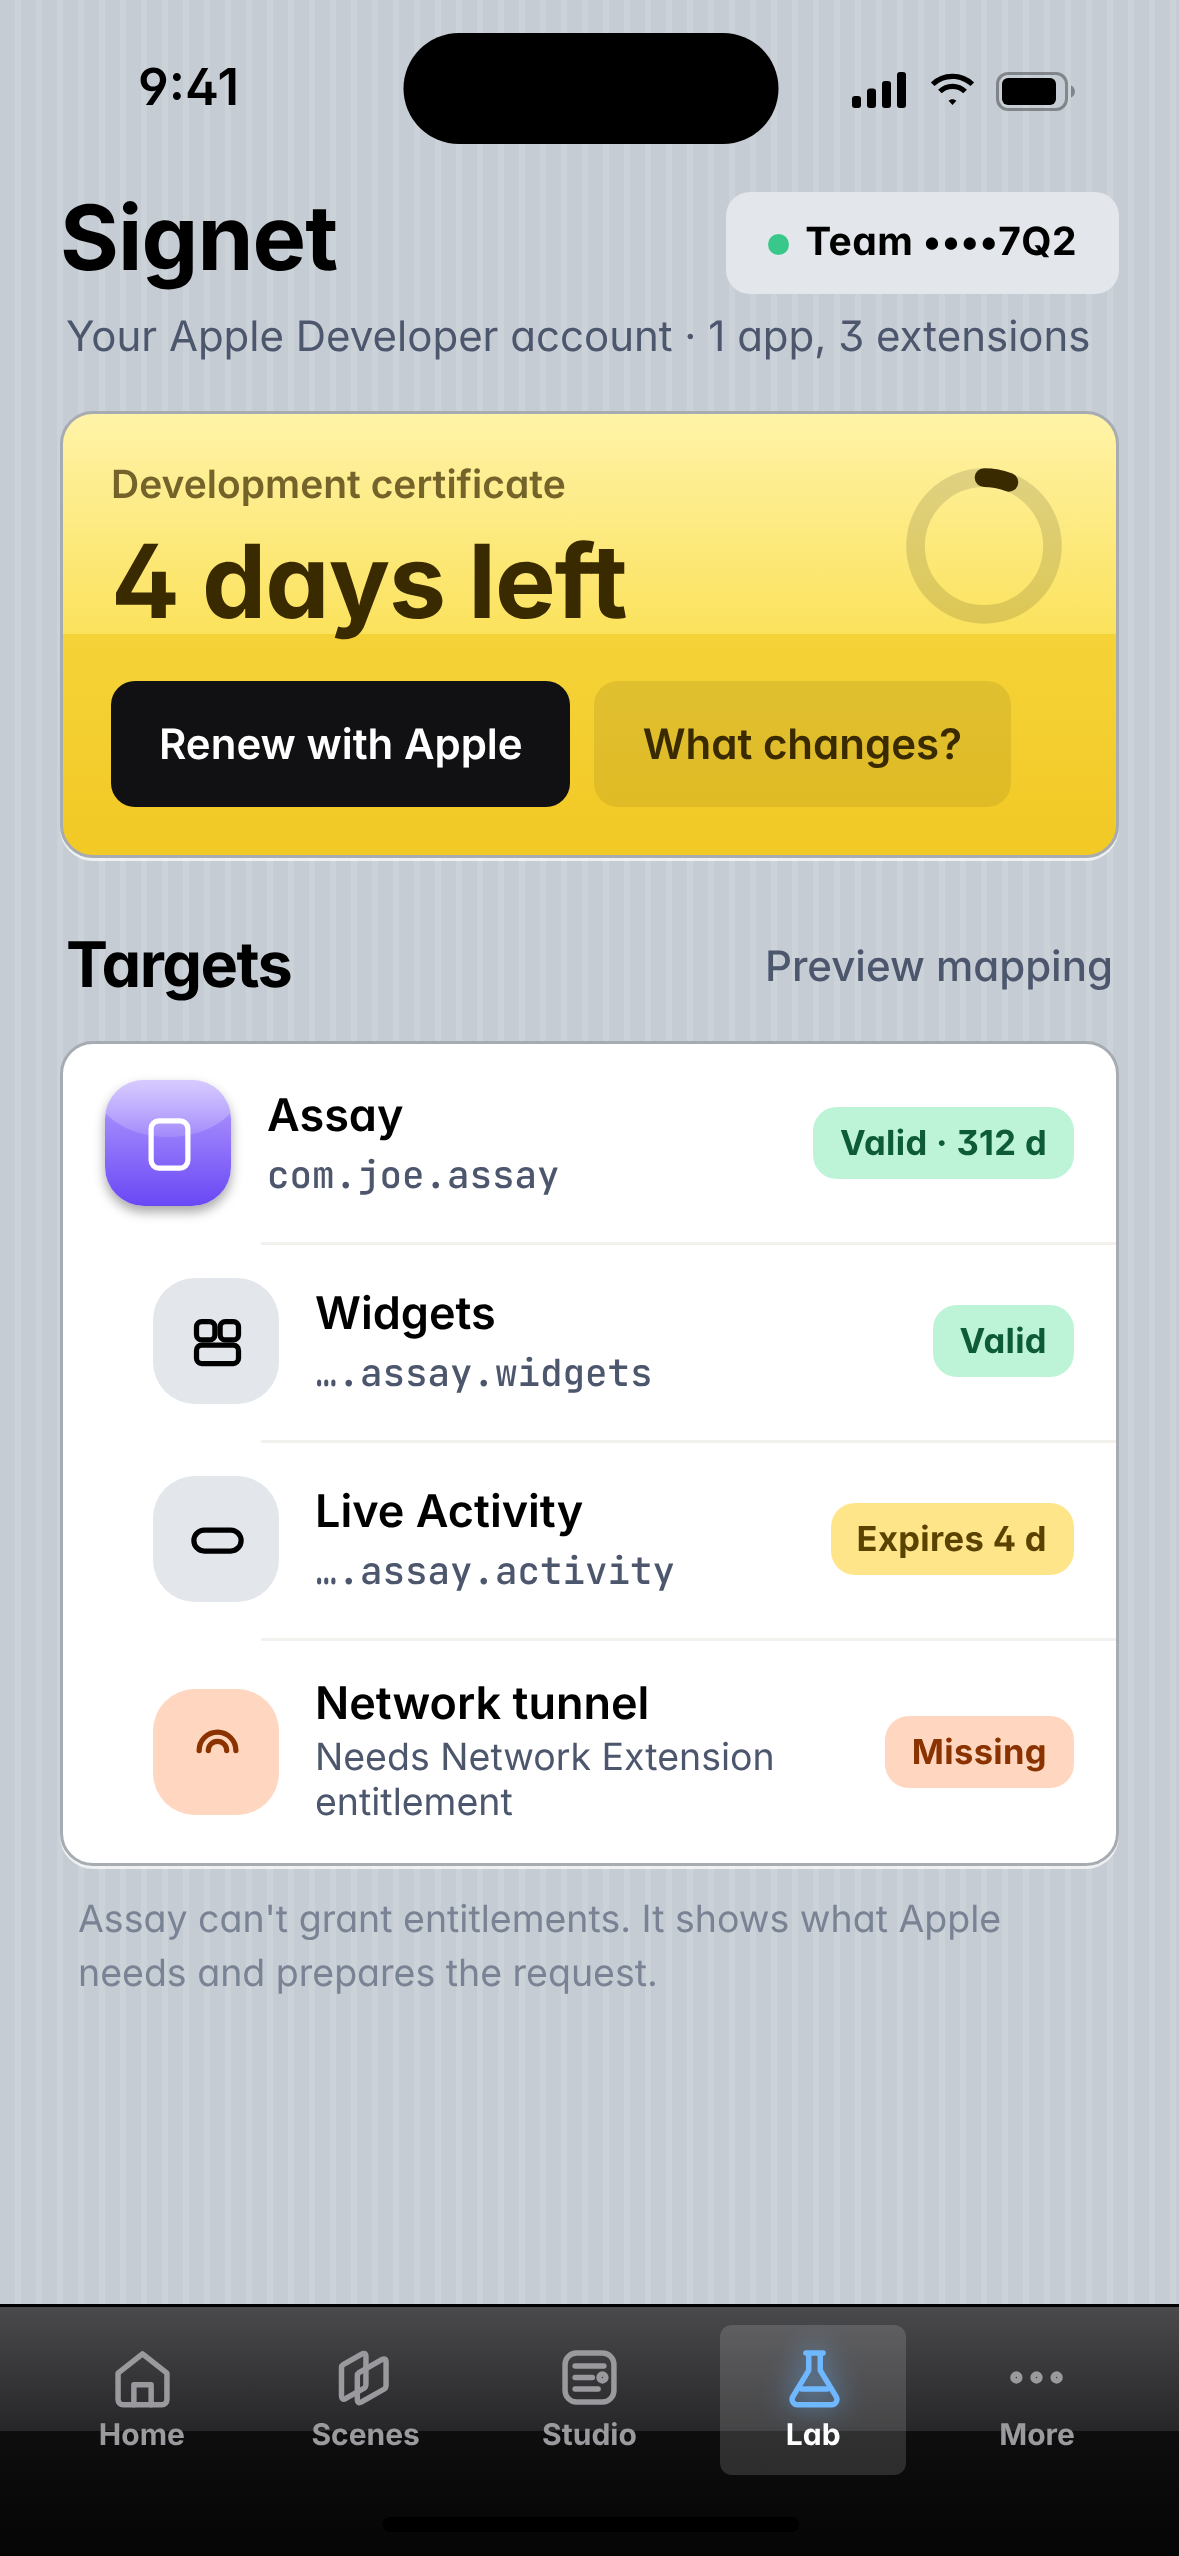 9:41
Signet
Team ••••7Q2
Your Apple Developer account · 1 app, 3 extensions
Development certificate
4 days left
Renew with Apple
What changes?
Targets
Preview mapping
Assay
com.joe.assay
Valid · 312 d
Widgets
….assay.widgets
Valid
Live Activity
….assay.activity
Expires 4 d
Network tunnel
Needs Network Extension
entitlement
Missing
Assay can't grant entitlements. It shows what Apple
needs and prepares the request.
Home
Scenes
Studio
Lab
More